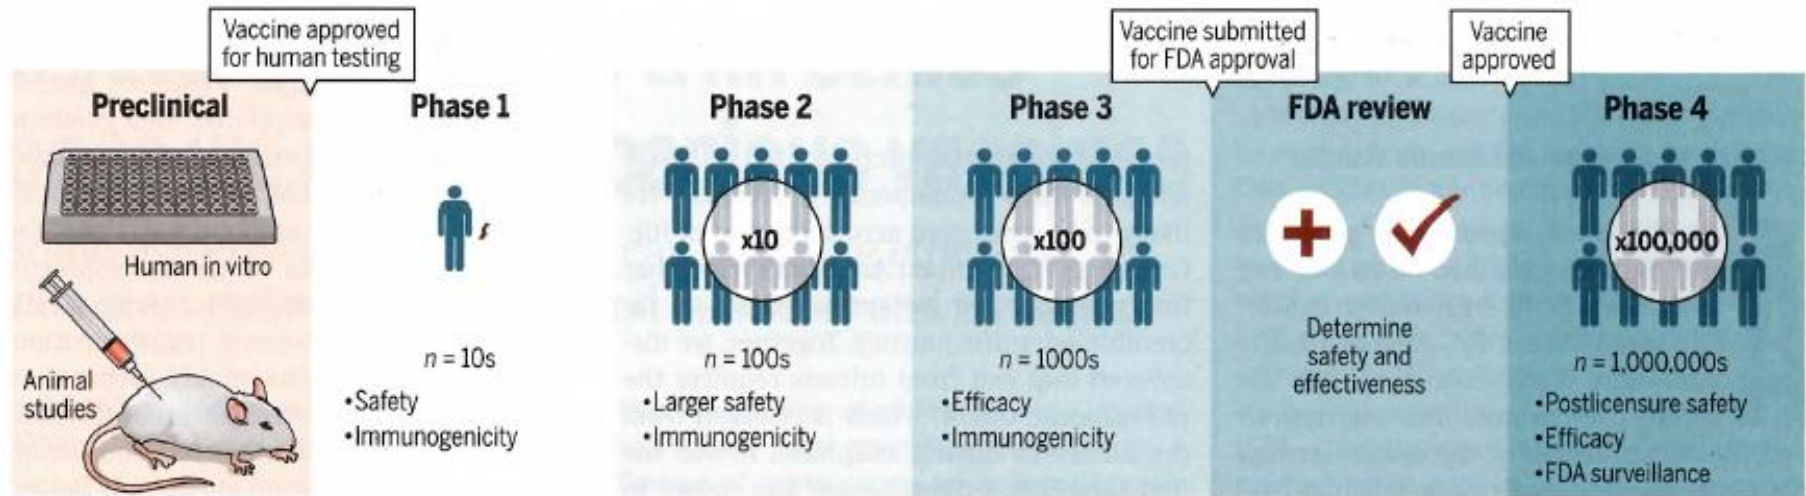 Vaccine approved
for human testing
Vaccine submitted
for FDA approval
Vaccine
approved
Preclinical
Human in vitro
Animal
studies
Phase 1
n = 10s
•Safety
•Immunogenicity
Phase 2
x10
n = 100s
•Larger safety
•Immunogenicity
Phase 3
x100
n = 1000s
•Efficacy
•Immunogenicity
FDA review
Determine
safety and
effectiveness
Phase 4
x100,000
n = 1,000,000s
•Postlicensure safety
•Efficacy
•FDA surveillance